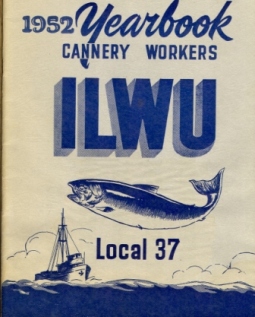 1952 Yearbook
CANNERY WORKERS
ILWU
Local 37